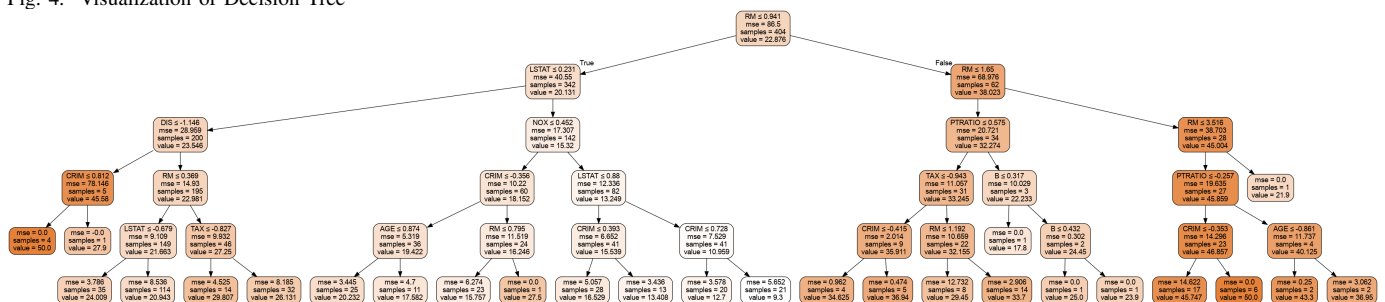 Fig. 4. Visualization of Decision Tree
RM ≤ 0.941
mse = 86.5
samples = 404
value = 22.876
True
False
LSTAT ≤ 0.231
mse = 40.55
samples = 342
value = 20.131
RM ≤ 1.65
mse = 68.976
samples = 62
value = 38.023
DIS ≤ -1.146
mse = 28.959
samples = 200
value = 23.546
NOX ≤ 0.452
mse = 17.307
samples = 142
value = 15.32
PTRATIO ≤ 0.575
mse = 20.721
samples = 34
value = 32.274
RM ≤ 3.516
mse = 38.703
samples = 28
value = 45.004
CRIM ≤ 0.812
mse = 78.146
samples = 5
value = 45.58
RM ≤ 0.369
mse = 14.93
samples = 195
value = 22.981
CRIM ≤ -0.356
mse = 10.22
samples = 60
value = 18.152
LSTAT ≤ 0.88
mse = 12.336
samples = 82
value = 13.249
TAX ≤ -0.943
mse = 11.057
samples = 31
value = 33.245
B ≤ 0.317
mse = 10.029
samples = 3
value = 22.233
PTRATIO ≤ -0.257
mse = 19.635
samples = 27
value = 45.859
mse = 0.0
samples = 1
value = 21.9
mse = 0.0
samples = 4
value = 50.0
mse = -0.0
samples = 1
value = 27.9
LSTAT ≤ -0.679
mse = 9.109
samples = 149
value = 21.663
TAX ≤ -0.827
mse = 9.932
samples = 46
value = 27.25
AGE ≤ 0.874
mse = 5.319
samples = 36
value = 19.422
RM ≤ 0.795
mse = 11.519
samples = 24
value = 16.246
CRIM ≤ 0.393
mse = 6.652
samples = 41
value = 15.539
CRIM ≤ 0.728
mse = 7.529
samples = 41
value = 10.959
CRIM ≤ -0.415
mse = 2.014
samples = 9
value = 35.911
RM ≤ 1.192
mse = 10.659
samples = 22
value = 32.155
mse = 0.0
samples = 1
value = 17.8
B ≤ 0.432
mse = 0.302
samples = 2
value = 24.45
CRIM ≤ -0.353
mse = 14.296
samples = 23
value = 46.857
AGE ≤ -0.861
mse = 11.737
samples = 4
value = 40.125
mse = 3.786
samples = 35
value = 24.009
mse = 8.536
samples = 114
value = 20.943
mse = 4.525
samples = 14
value = 29.807
mse = 8.185
samples = 32
value = 26.131
mse = 3.445
samples = 25
value = 20.232
mse = 4.7
samples = 11
value = 17.582
mse = 6.274
samples = 23
value = 15.757
mse = 0.0
samples = 1
value = 27.5
mse = 5.057
samples = 28
value = 16.529
mse = 3.436
samples = 13
value = 13.408
mse = 3.578
samples = 20
value = 12.7
mse = 5.652
samples = 21
value = 9.3
mse = 0.962
samples = 4
value = 34.625
mse = 0.474
samples = 5
value = 36.94
mse = 12.732
samples = 8
value = 29.45
mse = 2.906
samples = 14
value = 33.7
mse = 0.0
samples = 1
value = 25.0
mse = 0.0
samples = 1
value = 23.9
mse = 14.622
samples = 17
value = 45.747
mse = 0.0
samples = 6
value = 50.0
mse = 0.25
samples = 2
value = 43.3
mse = 3.062
samples = 2
value = 36.95